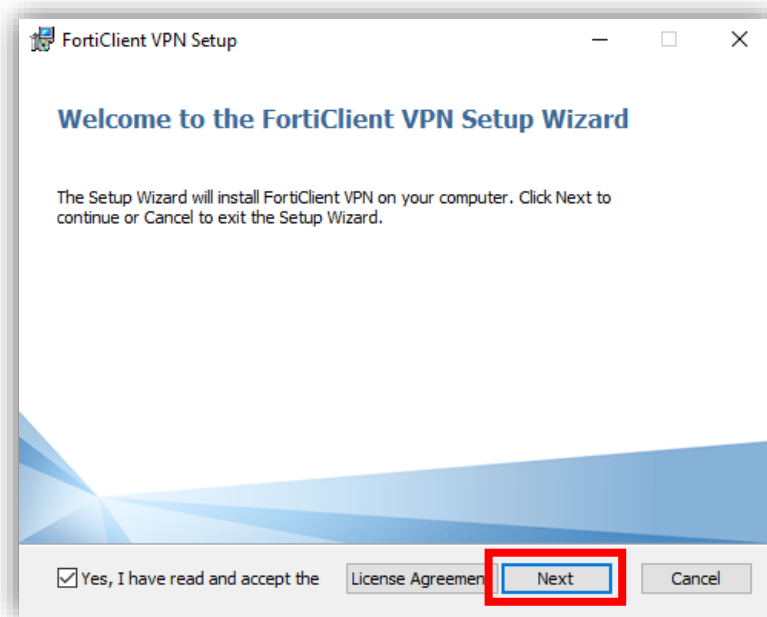 FortiClient VPN Setup
Welcome to the FortiClient VPN Setup Wizard
The Setup Wizard will install FortiClient VPN on your computer. Click Next to
continue or Cancel to exit the Setup Wizard.
Yes, I have read and accept the License Agreemen Next Cancel